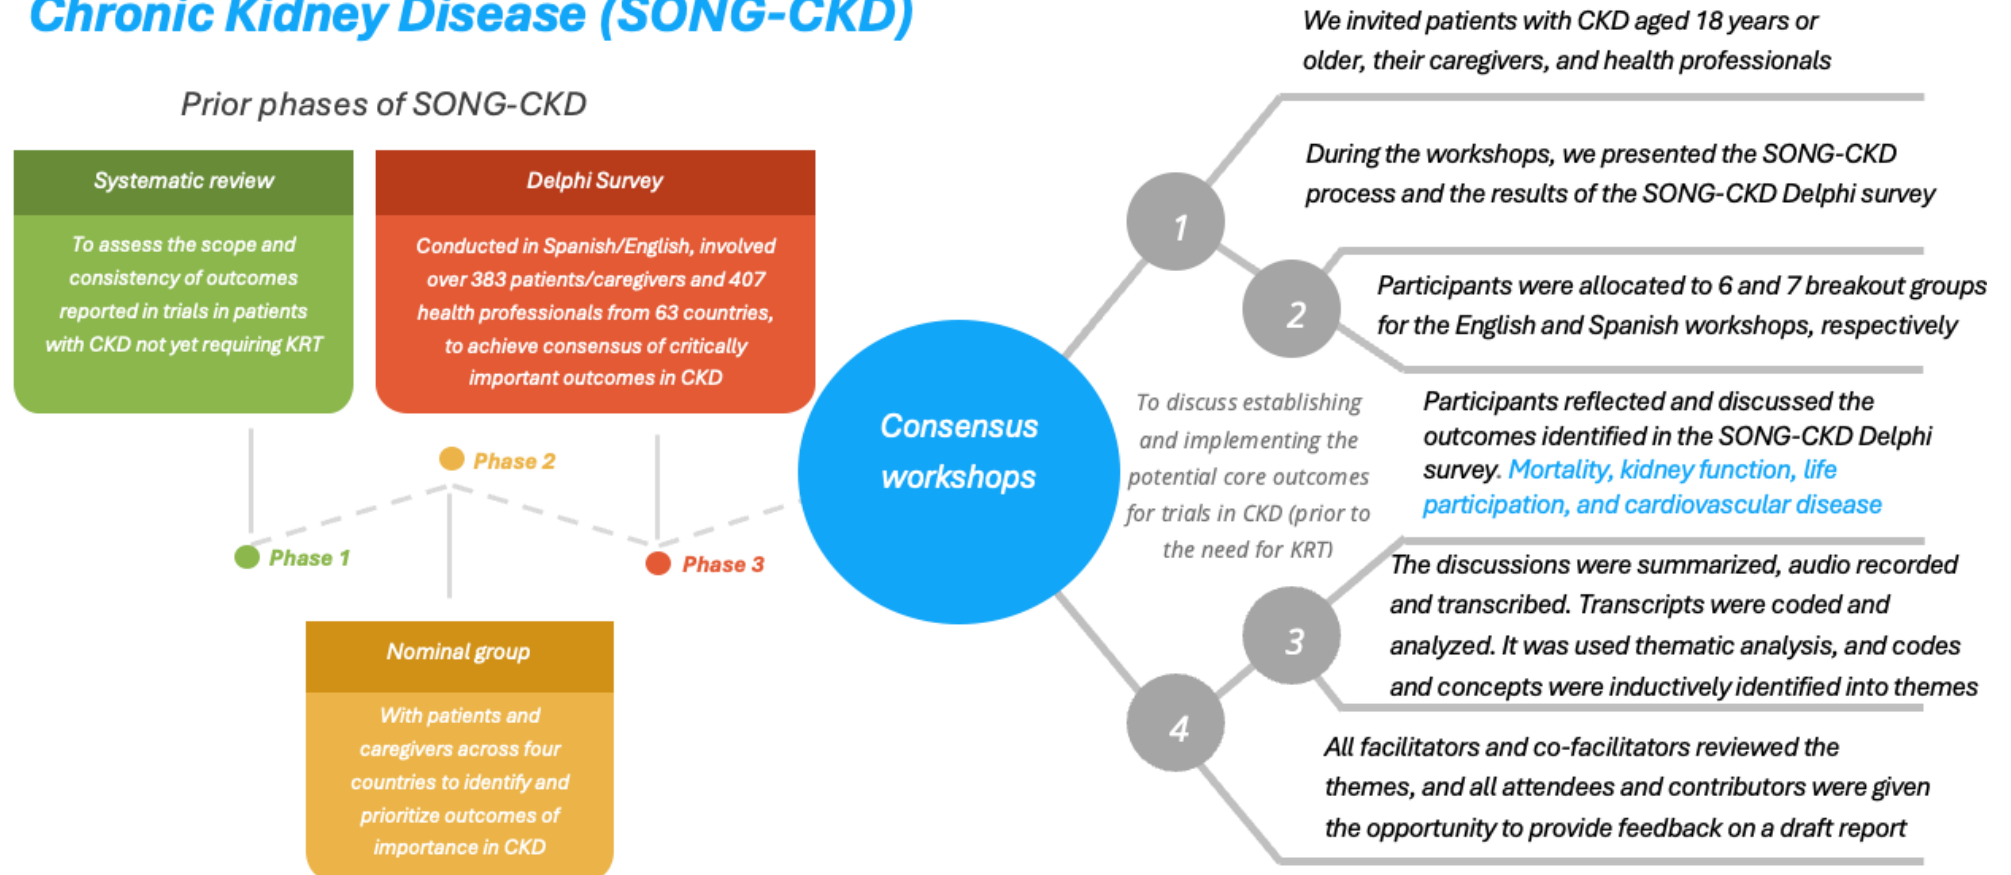 Chronic Kidney Disease (SONG-CKD)
Prior phases of SONG-CKD
Systematic review
To assess the scope and
consistency of outcomes
reported in trials in patients
with CKD not yet requiring KRT
Delphi Survey
Conducted in Spanish/English, involved
over 383 patients/caregivers and 407
health professionals from 63 countries,
to achieve consensus of critically
important outcomes in CKD
Phase 1
Phase 2
Phase 3
Nominal group
With patients and
caregivers across four
countries to identify and
prioritize outcomes of
importance in CKD
Consensus
workshops
To discuss establishing
and implementing the
potential core outcomes
for trials in CKD (prior to
the need for KRT)
1
2
3
4
We invited patients with CKD aged 18 years or
older, their caregivers, and health professionals
During the workshops, we presented the SONG-CKD
process and the results of the SONG-CKD Delphi survey
Participants were allocated to 6 and 7 breakout groups
for the English and Spanish workshops, respectively
Participants reflected and discussed the
outcomes identified in the SONG-CKD Delphi
survey. Mortality, kidney function, life
participation, and cardiovascular disease
The discussions were summarized, audio recorded
and transcribed. Transcripts were coded and
analyzed. It was used thematic analysis, and codes
and concepts were inductively identified into themes
All facilitators and co-facilitators reviewed the
themes, and all attendees and contributors were given
the opportunity to provide feedback on a draft report